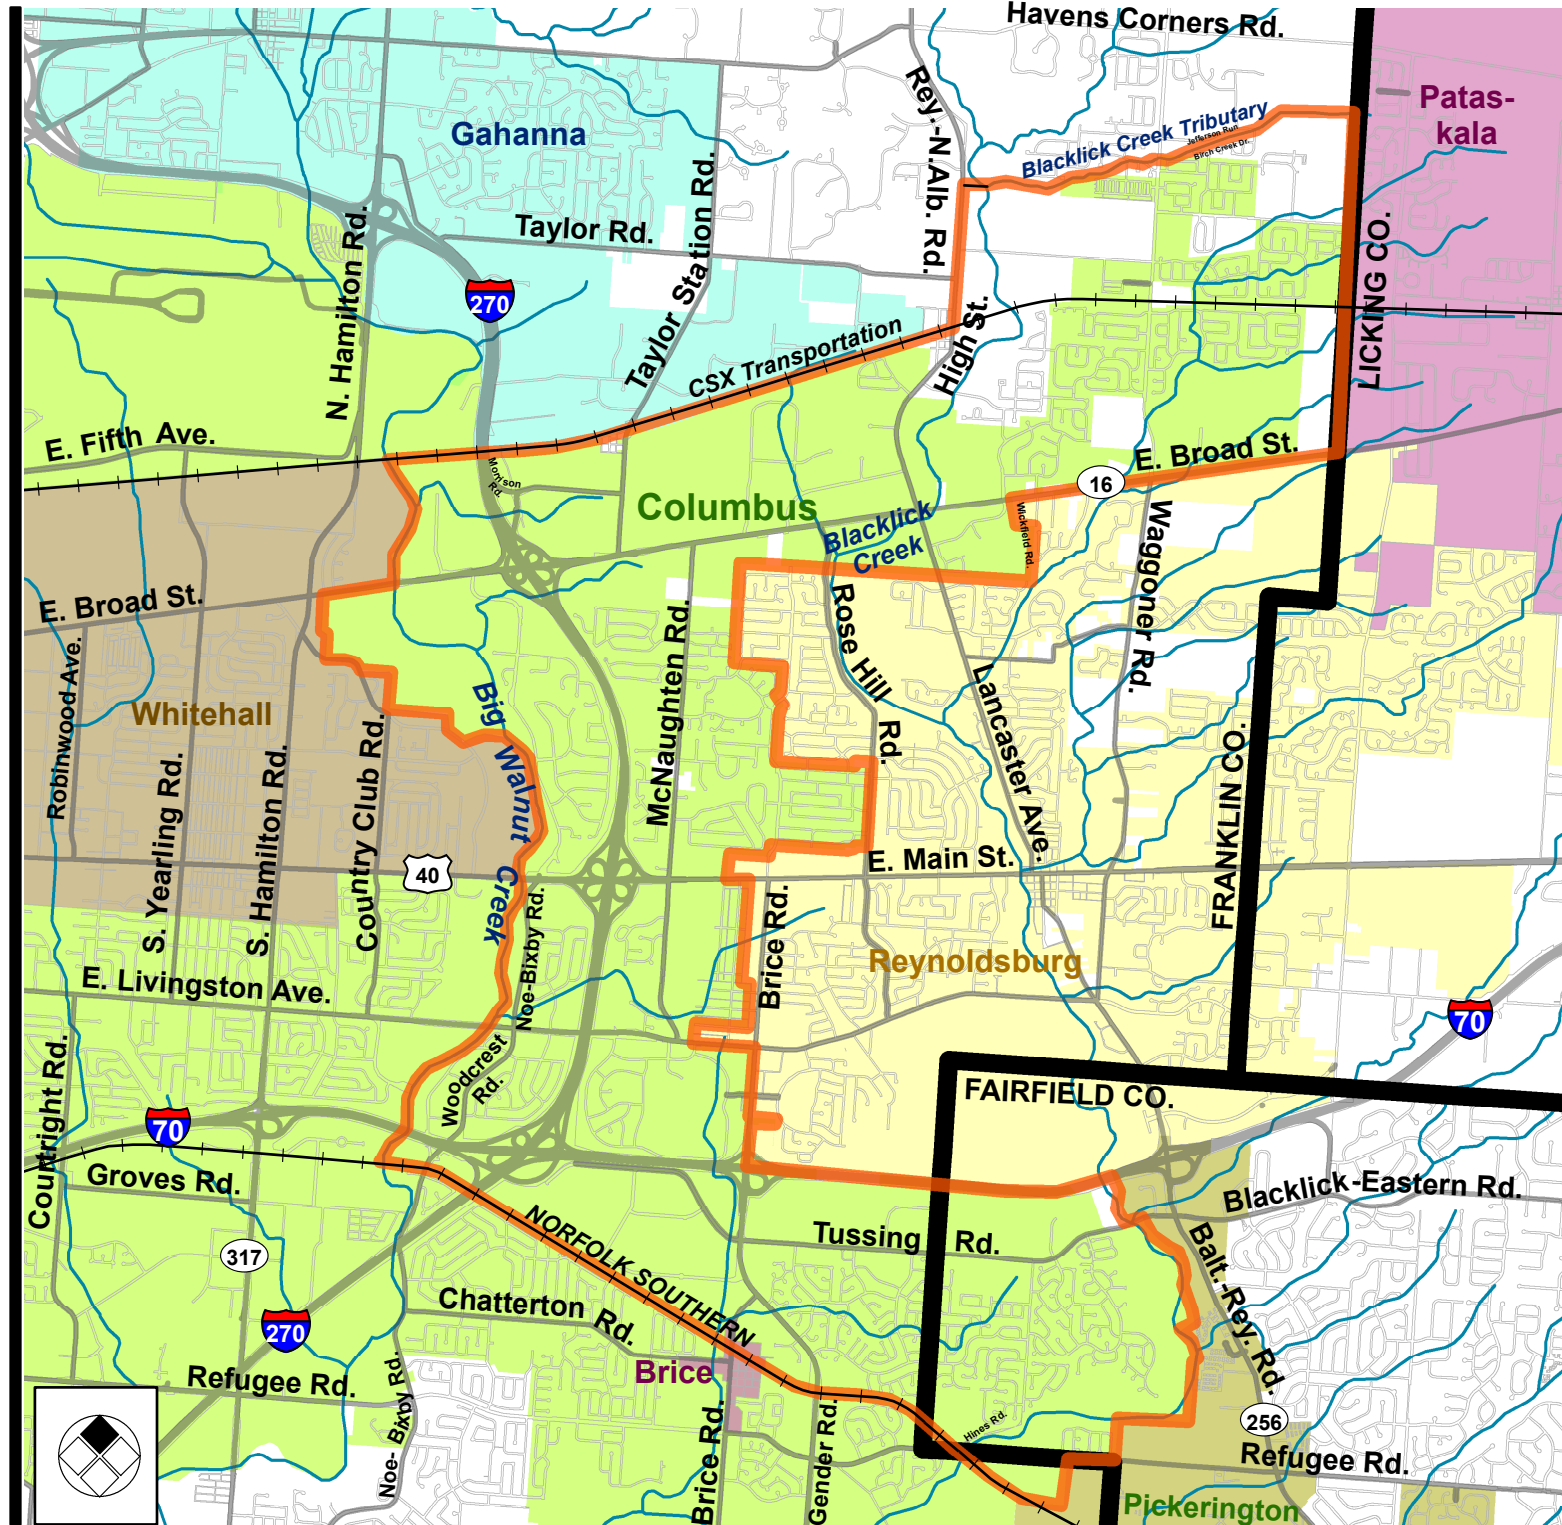 Havens Corners Rd.
Patas-
kala
Rey.-N.Alb. Rd.
Blacklick Creek Tributary
Jefferson Run
Birch Creek Dr.
Gahanna
Taylor Rd.
Taylor Station Rd.
N. Hamilton Rd.
270
LICKING CO.
High St.
CSX Transportation
E. Fifth Ave.
E. Broad St.
16
Morrison
Rd.
Columbus
Blacklick
Creek
Wickfield Rd.
Waggoner Rd.
E. Broad St.
Robinwood Ave.
Whitehall
Big Walnut Creek
McNaughten Rd.
Rose Hill Rd.
Lancaster Ave.
FRANKLIN CO.
S. Yearling Rd.
S. Hamilton Rd.
Country Club Rd.
40
E. Main St.
Noe-Bixby Rd.
Brice Rd.
Reynoldsburg
E. Livingston Ave.
70
Courtright Rd.
Woodcrest
Rd.
FAIRFIELD CO.
70
Groves Rd.
Blacklick-Eastern Rd.
NORFOLK SOUTHERN
Tussing Rd.
317
Balt.-Rey. Rd.
Chatterton Rd.
270
Brice
Refugee Rd.
Noe- Bixby Rd.
Brice Rd.
Gender Rd.
Hines Rd.
256
Refugee Rd.
Pickerington